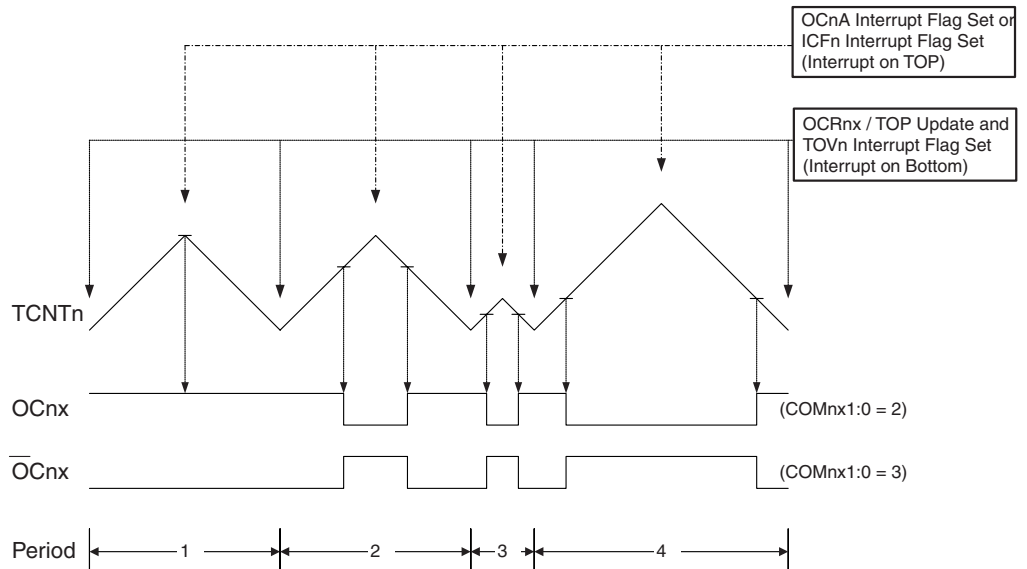 OCnA Interrupt Flag Set or
ICFn Interrupt Flag Set
(Interrupt on TOP)
OCRnx / TOP Update and
TOVn Interrupt Flag Set
(Interrupt on Bottom)
TCNTn
OCnx
(COMnx1:0 = 2)
O̅Cnx
(COMnx1:0 = 3)
Period
1
2
3
4